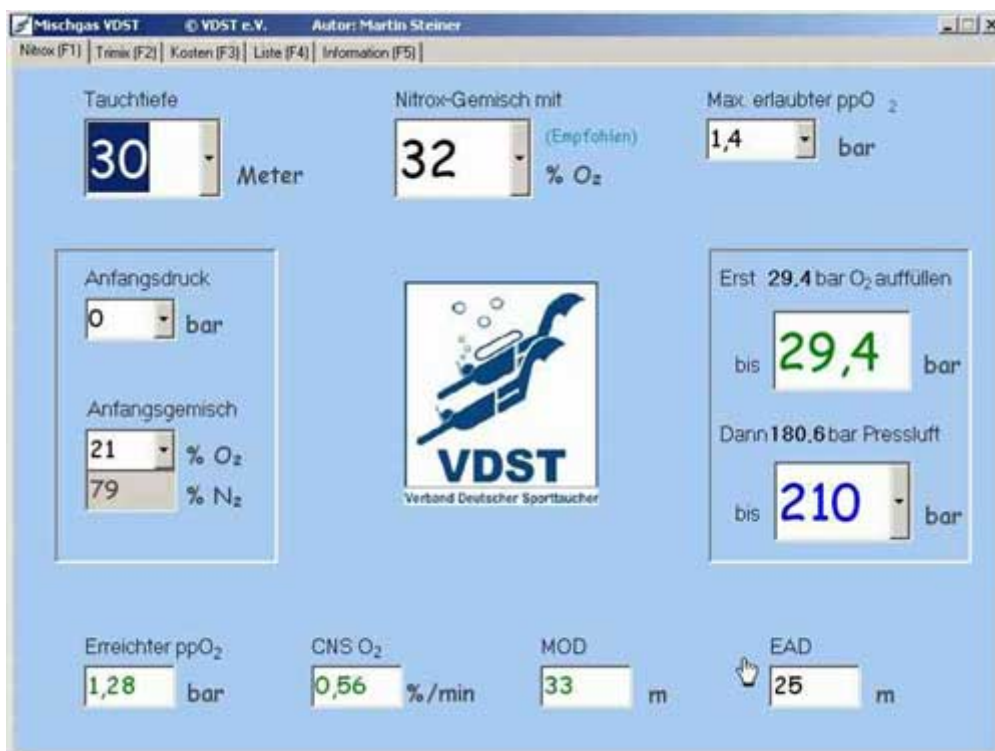 Mischgas VDST © VDST e.V. Autor: Martin Steiner
Nitrox (F1) Trimix (F2) Kosten (F3) Liste (F4) Information (F5)
Tauchtiefe
30 Meter
Nitrox-Gemisch mit
32 (Empfohlen) % O₂
Max. erlaubter ppO ₂
1,4 bar
Anfangsdruck
0 bar
Anfangsgemisch
21 % O₂
79 % N₂
VDST
Verband Deutscher Sporttaucher
Erst 29.4 bar O₂ auffüllen
bis 29,4 bar
Dann 180.6 bar Pressluft
bis 210 bar
Erreichter ppO₂
1,28 bar
CNS O₂
0,56 %/min
MOD
33 m
EAD
25 m